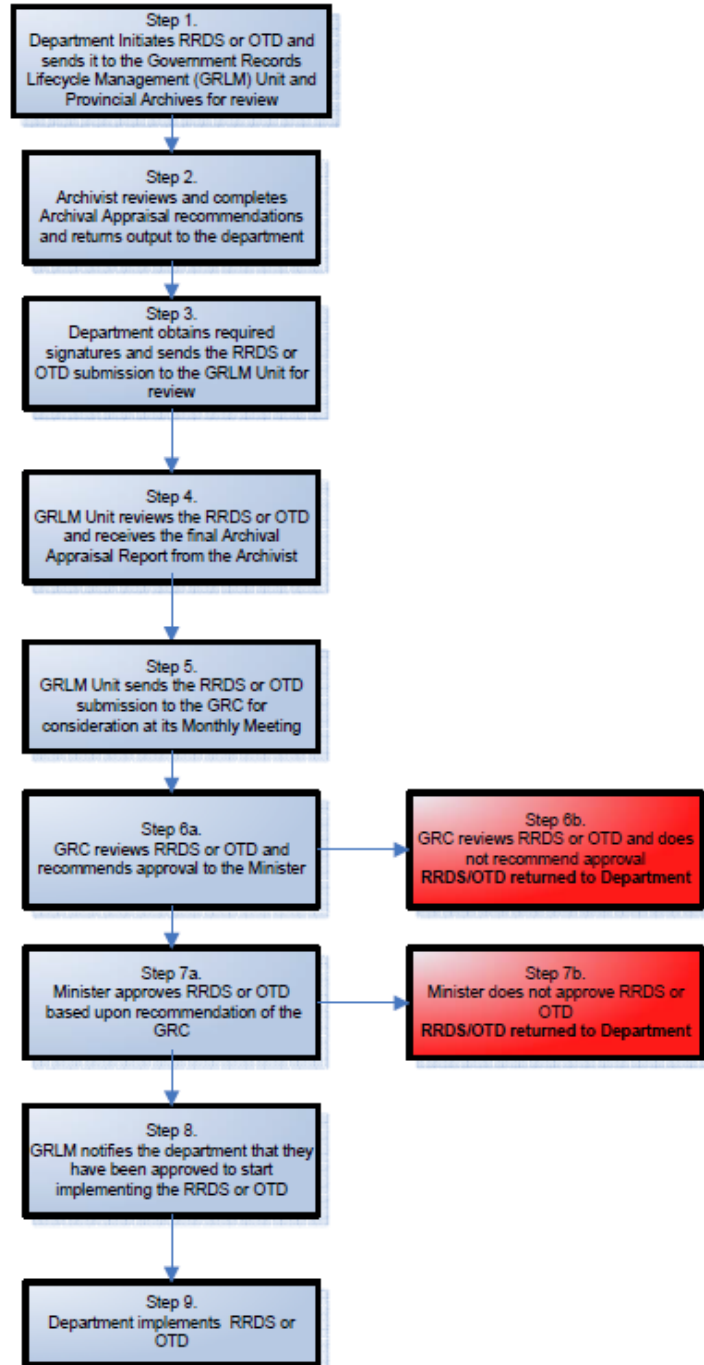 Step 1.
Department Initiates RRDS or OTD and
sends it to the Government Records
Lifecycle Management (GRLM) Unit and
Provincial Archives for review
Step 2.
Archivist reviews and completes
Archival Appraisal recommendations
and returns output to the department
Step 3.
Department obtains required
signatures and sends the RRDS or
OTD submission to the GRLM Unit for
review
Step 4.
GRLM Unit reviews the RRDS or OTD
and receives the final Archival
Appraisal Report from the Archivist
Step 5.
GRLM Unit sends the RRDS or OTD
submission to the GRC for
consideration at its Monthly Meeting
Step 6a.
GRC reviews RRDS or OTD and
recommends approval to the Minister
Step 6b.
GRC reviews RRDS or OTD and does
not recommend approval
RRDS/OTD returned to Department
Step 7a.
Minister approves RRDS or OTD
based upon recommendation of the
GRC
Step 7b.
Minister does not approve RRDS or
OTD
RRDS/OTD returned to Department
Step 8.
GRLM notifies the department that they
have been approved to start
implementing the RRDS or OTD
Step 9.
Department implements RRDS or
OTD